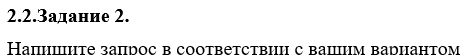 2.2.Задание 2.
Напишите запрос в соответствии с вашим вариантом